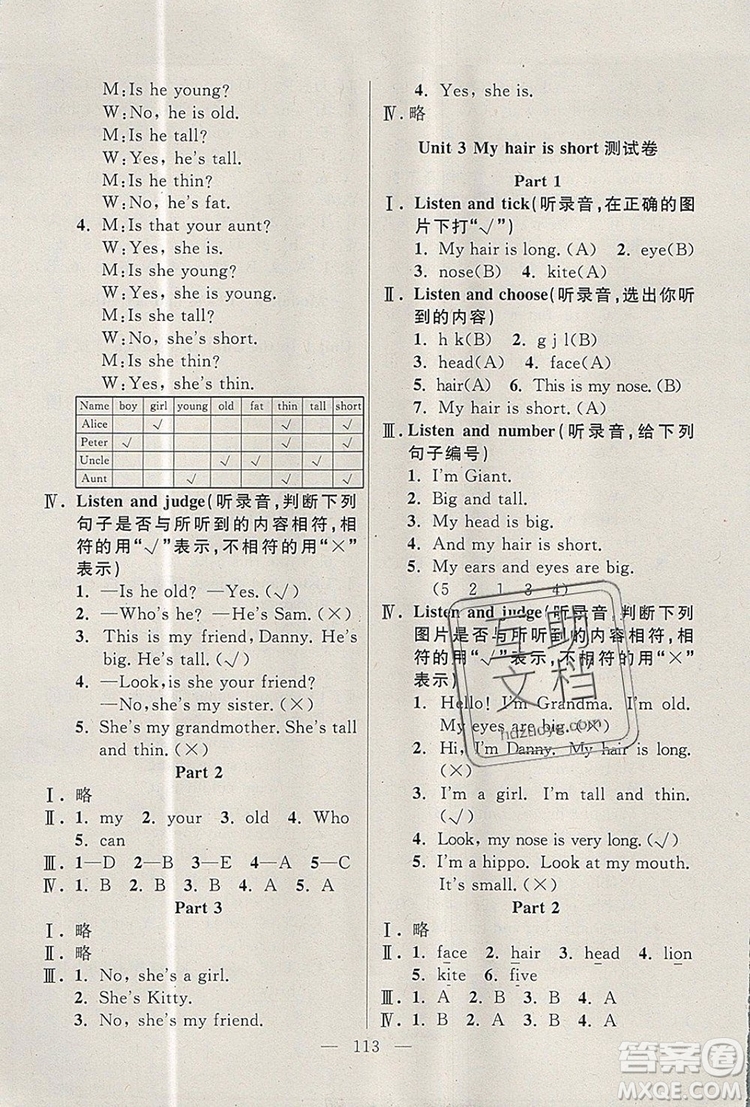 M:Is he young?
W:No, he is old.
M:Is he tall?
W:Yes, he's tall.
M:Is he thin?
W:No, he's fat.
4. M:Is that your aunt?
W:Yes, she is.
M:Is she young?
W:Yes, she is young.
M:Is she tall?
W:No, she's short.
M:Is she thin?
W:Yes, she's thin.
Name boy girl young old fat thin tall short
Alice √ √ √
Peter √ √ √
Uncle √ √ √
Aunt √ √ √
Ⅳ. Listen and judge(听录音,判断下列
句子是否与所听到的内容相符,相
符的用“√”表示,不相符的用“×”
表示)
1. —Is he old? —Yes.(√)
2. —Who's he? —He's Sam.(×)
3. This is my friend, Danny. He's
big. He's tall.(√)
4. —Look, is she your friend?
—No, she's my sister.(×)
5. She's my grandmother. She's tall
and thin.(×)
Part 2
Ⅰ. 略
Ⅱ. 1. my 2. your 3. old 4. Who
5. can
Ⅲ. 1—D 2—B 3—E 4—A 5—C
Ⅳ. 1. B 2. B 3. A 4. B 5. A
Part 3
Ⅰ. 略
Ⅱ. 略
Ⅲ. 1. No, she's a girl.
2. She's Kitty.
3. No, she's my friend.
4. Yes, she is.
Ⅳ. 略
Unit 3 My hair is short 测试卷
Part 1
Ⅰ. Listen and tick(听录音,在正确的图
片下打“√”)
1. My hair is long.(A) 2. eye(B)
3. nose(B) 4. kite(A)
Ⅱ. Listen and choose(听录音,选出你听
到的内容)
1. h k(B) 2. g j l(B)
3. head(A) 4. face(A)
5. hair(A) 6. This is my nose.(B)
Ⅲ. Listen and number(听录音,给下列
句子编号)
1. I'm Giant.
2. Big and tall.
3. My head is big.
4. And my hair is short.
5. My ears and eyes are big.
(5 2 1 3 4)
Ⅳ. Listen and judge(听录音,判断下列
图片是否与所听到的内容相符,相
符的用“√”表示,不相符的用“×”
表示)
1. Hello! I'm Grandma. I'm old.
My eyes are big.(×)
2. Hi, I'm Danny. My hair is long.
(×)
3. I'm a girl. I'm tall and thin.
(√)
4. Look, my nose is very long.(√)
5. I'm a hippo. Look at my mouth.
It's small.(×)
Part 2
Ⅰ. 略
Ⅱ. 1. face 2. hair 3. head 4. lion
5. kite 6. five
Ⅲ. 1. A 2. B 3. B 4. A
Ⅳ. 1. B 2. A 3. B 4. A
— 113 —
互助
文档
hdzhdyg.com
答案卷
MXQE.COM